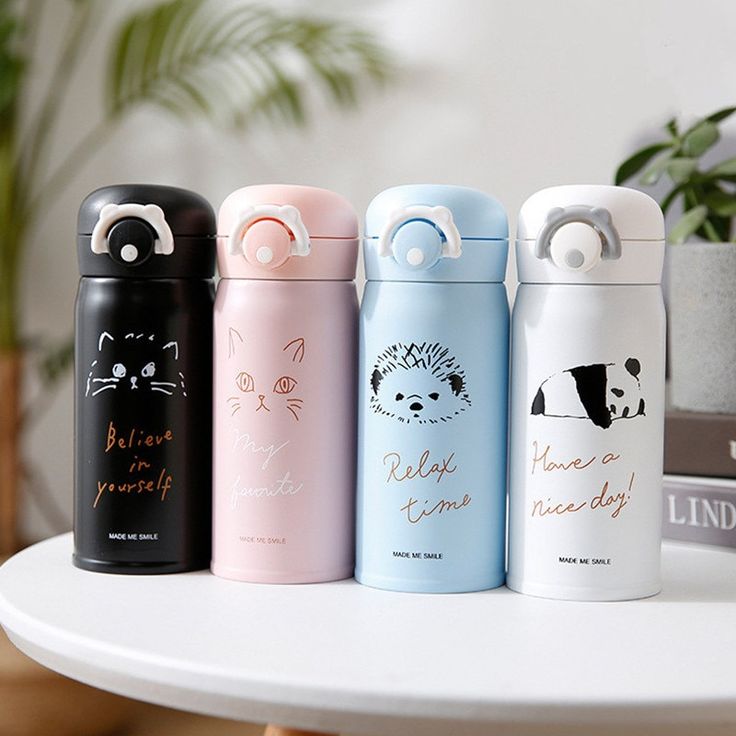 Believe
in
yourself
MADE ME SMILE
My
favorite
MADE ME SMILE
Relax
time
MADE ME SMILE
Have a
nice day!
MADE ME SMILE
LIND